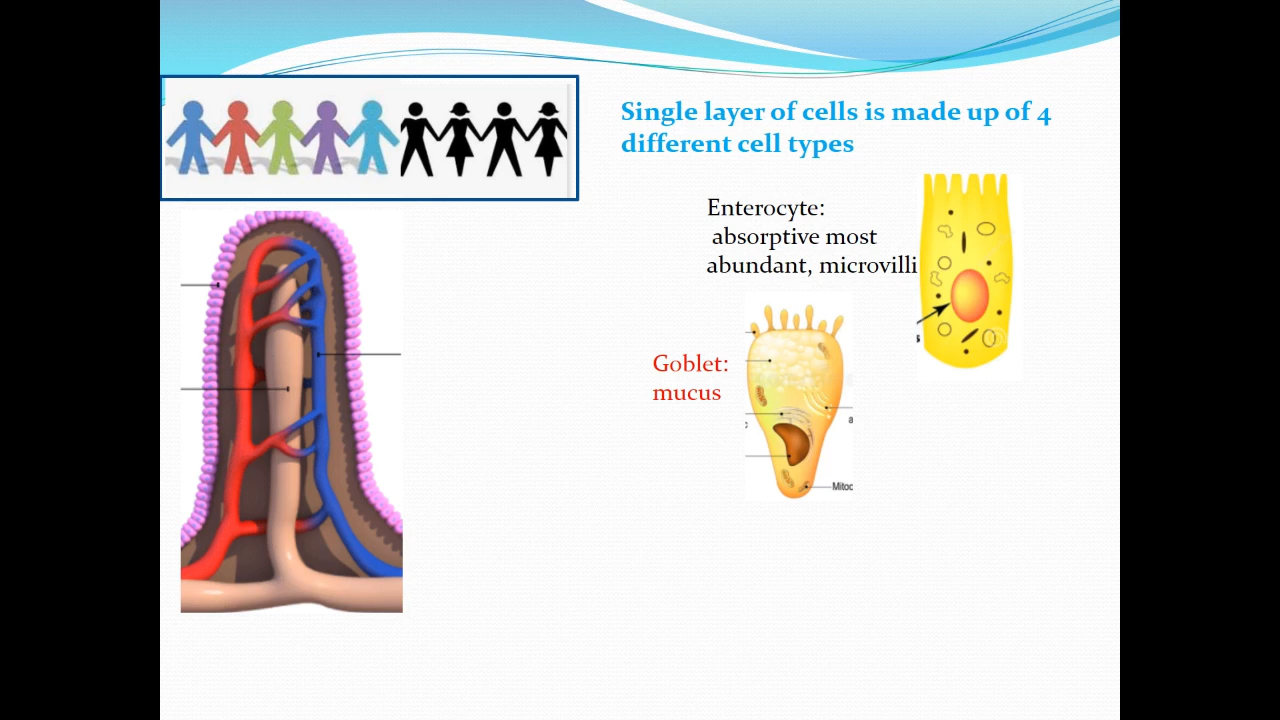 Single layer of cells is made up of 4
different cell types
Enterocyte:
absorptive most
abundant, microvilli
Goblet:
mucus
Mitoc